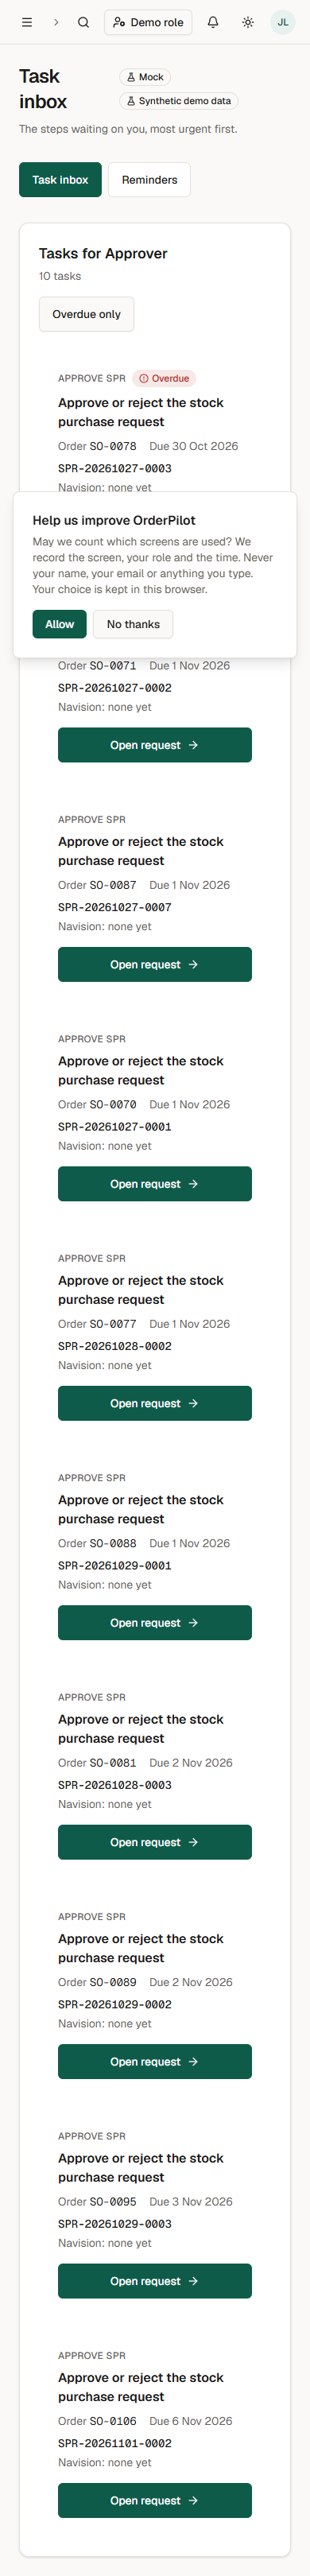 Demo role
JL
Task
inbox
Mock
Synthetic demo data
The steps waiting on you, most urgent first.
Task inbox
Reminders
Tasks for Approver
10 tasks
Overdue only
APPROVE SPR
Overdue
Approve or reject the stock
purchase request
Order SO-0078 Due 30 Oct 2026
SPR-20261027-0003
Navision: none yet
Help us improve OrderPilot
May we count which screens are used? We
record the screen, your role and the time. Never
your name, your email or anything you type.
Your choice is kept in this browser.
Allow
No thanks
Order SO-0071 Due 1 Nov 2026
SPR-20261027-0002
Navision: none yet
Open request
APPROVE SPR
Approve or reject the stock
purchase request
Order SO-0087 Due 1 Nov 2026
SPR-20261027-0007
Navision: none yet
Open request
APPROVE SPR
Approve or reject the stock
purchase request
Order SO-0070 Due 1 Nov 2026
SPR-20261027-0001
Navision: none yet
Open request
APPROVE SPR
Approve or reject the stock
purchase request
Order SO-0077 Due 1 Nov 2026
SPR-20261028-0002
Navision: none yet
Open request
APPROVE SPR
Approve or reject the stock
purchase request
Order SO-0088 Due 1 Nov 2026
SPR-20261029-0001
Navision: none yet
Open request
APPROVE SPR
Approve or reject the stock
purchase request
Order SO-0081 Due 2 Nov 2026
SPR-20261028-0003
Navision: none yet
Open request
APPROVE SPR
Approve or reject the stock
purchase request
Order SO-0089 Due 2 Nov 2026
SPR-20261029-0002
Navision: none yet
Open request
APPROVE SPR
Approve or reject the stock
purchase request
Order SO-0095 Due 3 Nov 2026
SPR-20261029-0003
Navision: none yet
Open request
APPROVE SPR
Approve or reject the stock
purchase request
Order SO-0106 Due 6 Nov 2026
SPR-20261101-0002
Navision: none yet
Open request